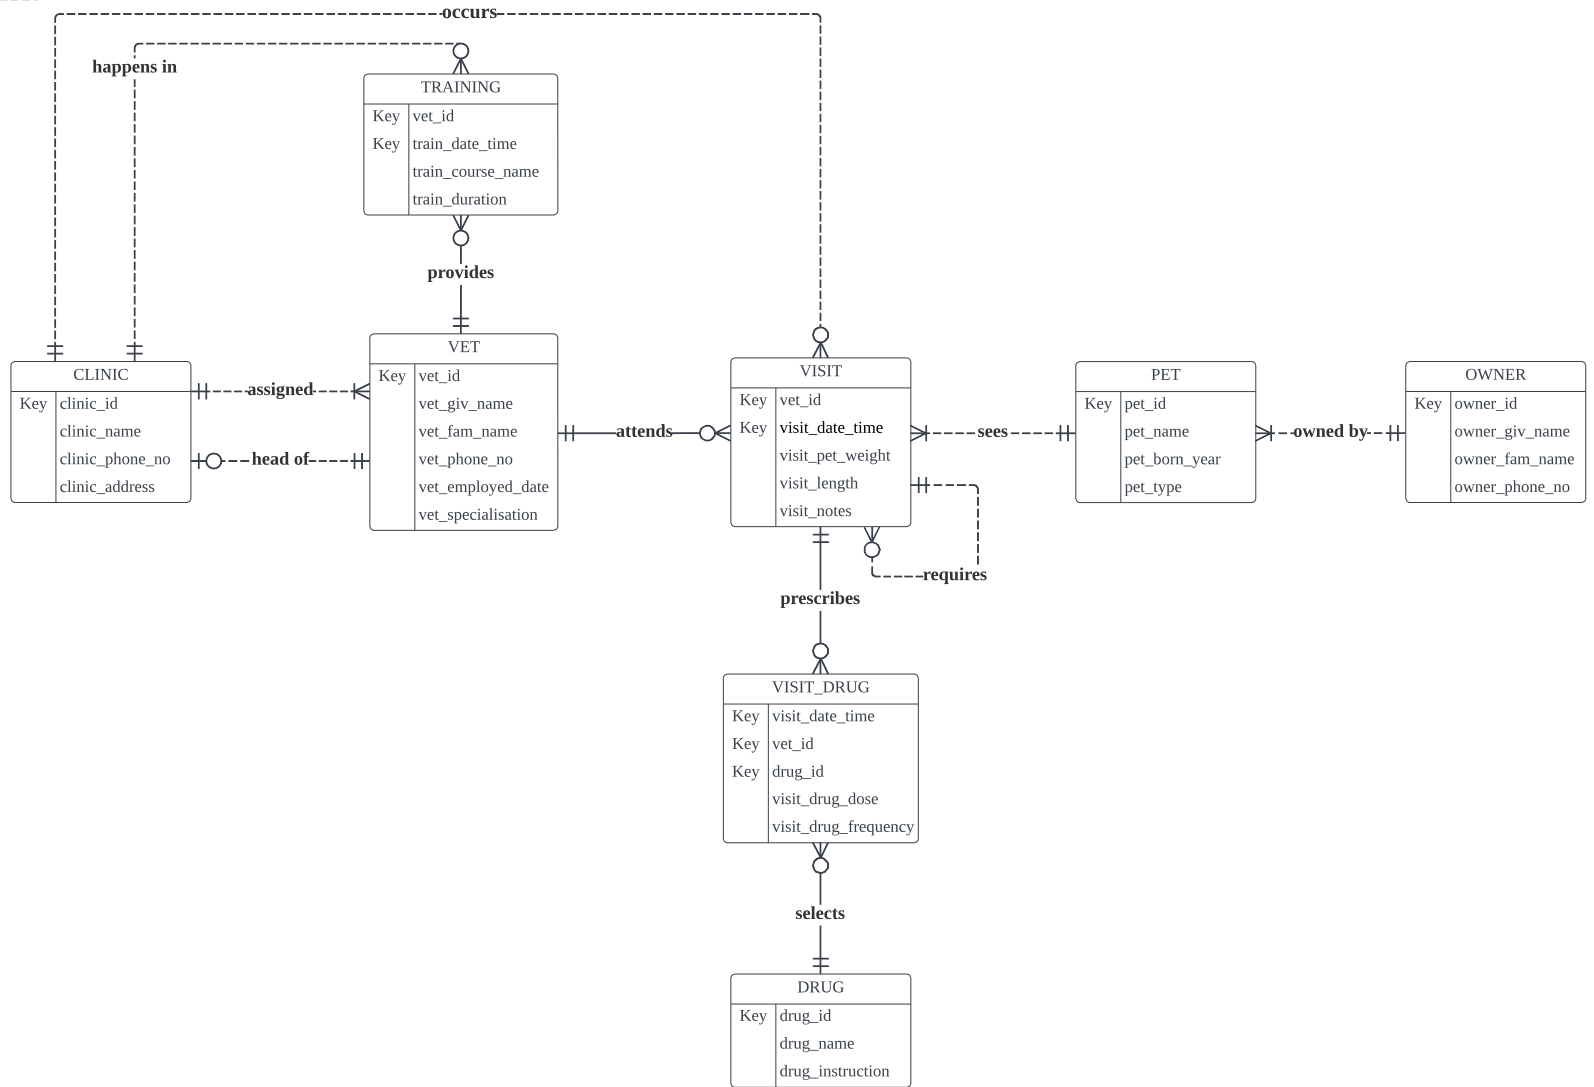 occurs
happens in
TRAINING
Key vet_id
Key train_date_time
train_course_name
train_duration
provides
CLINIC
Key clinic_id
clinic_name
clinic_phone_no
clinic_address
assigned
head of
VET
Key vet_id
vet_giv_name
vet_fam_name
vet_phone_no
vet_employed_date
vet_specialisation
attends
VISIT
Key vet_id
Key visit_date_time
visit_pet_weight
visit_length
visit_notes
sees
PET
Key pet_id
pet_name
pet_born_year
pet_type
owned by
OWNER
Key owner_id
owner_giv_name
owner_fam_name
owner_phone_no
requires
prescribes
VISIT_DRUG
Key visit_date_time
Key vet_id
Key drug_id
visit_drug_dose
visit_drug_frequency
selects
DRUG
Key drug_id
drug_name
drug_instruction